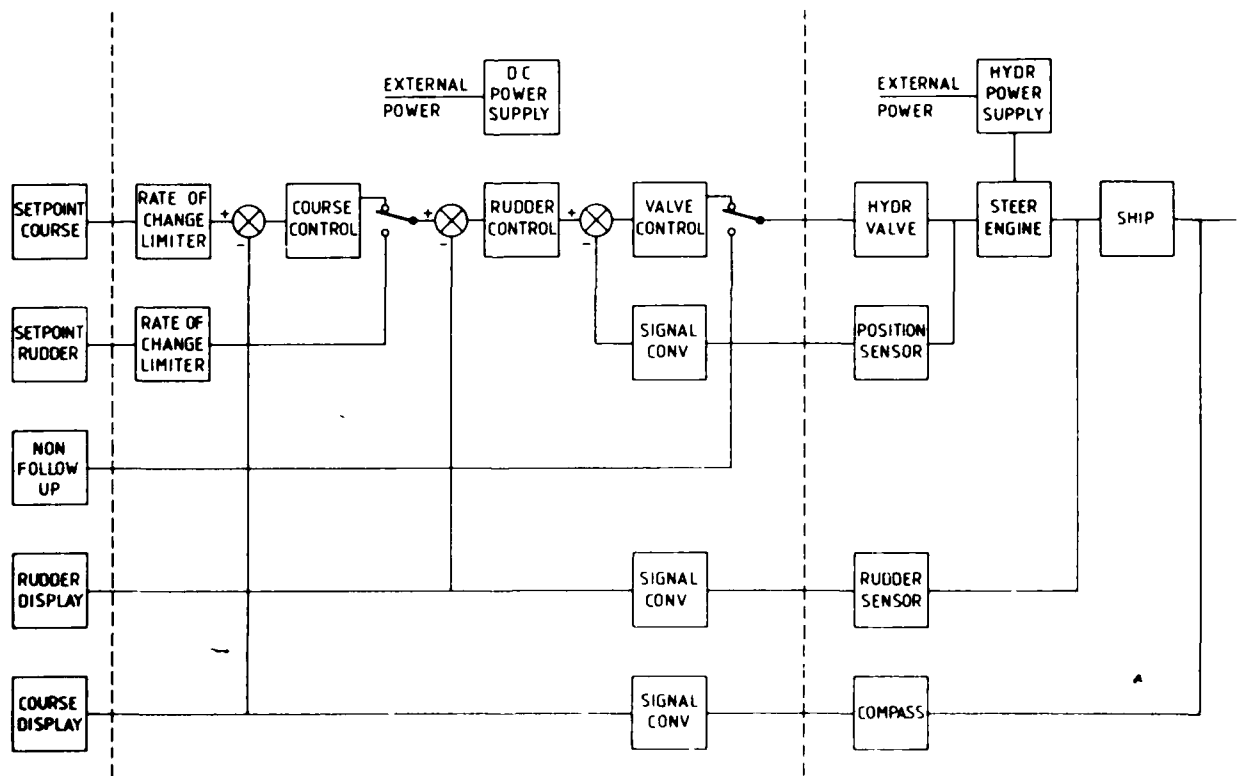 EXTERNAL
POWER
DC
POWER
SUPPLY
EXTERNAL
POWER
HYDR
POWER
SUPPLY
SETPOINT
COURSE
RATE OF
CHANGE
LIMITER
+
-
COURSE
CONTROL
+
-
RUDDER
CONTROL
+
-
VALVE
CONTROL
HYDR
VALVE
STEER
ENGINE
SHIP
SETPOINT
RUDDER
RATE OF
CHANGE
LIMITER
SIGNAL
CONV
POSITION
SENSOR
NON
FOLLOW
UP
RUDDER
DISPLAY
SIGNAL
CONV
RUDDER
SENSOR
COURSE
DISPLAY
SIGNAL
CONV
COMPASS